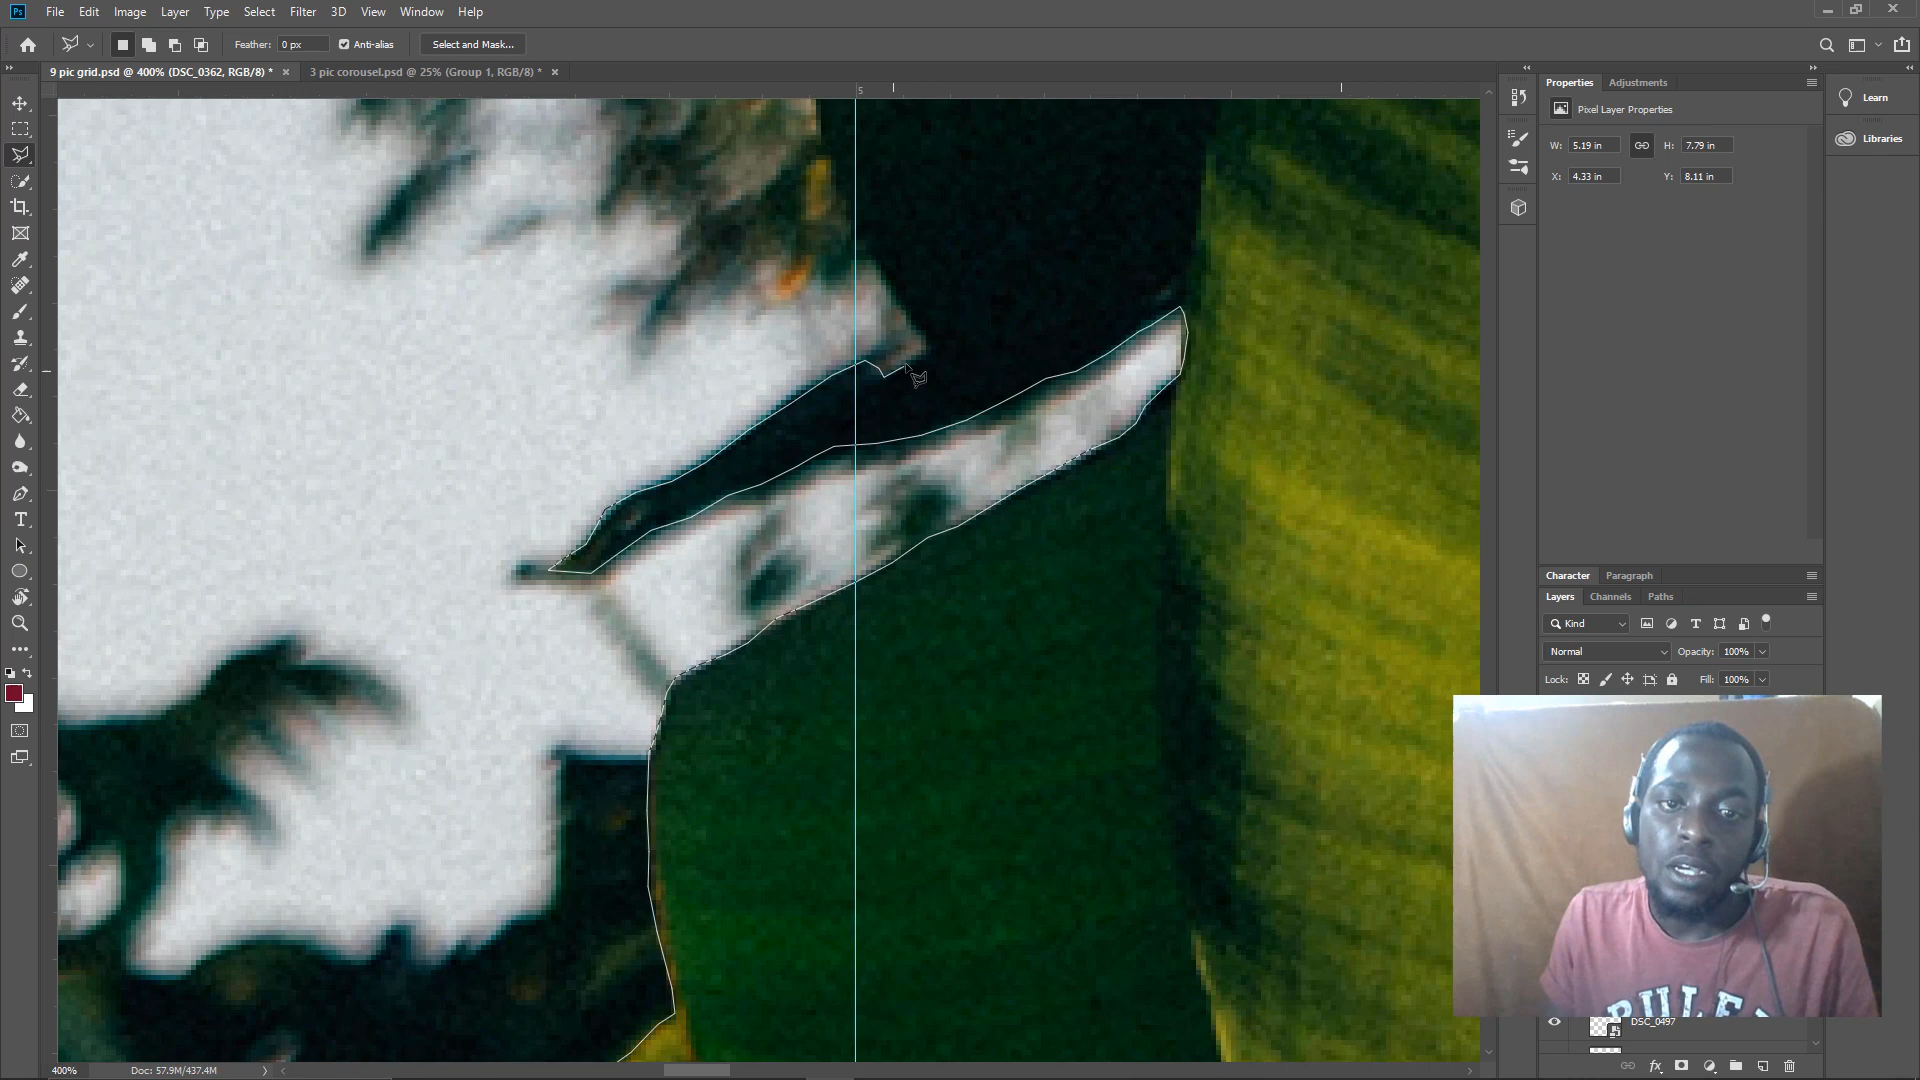 Ps File Edit Image Layer Type Select Filter 3D View Window Help
Feather: 0 px Anti-alias Select and Mask...
9 pic grid.psd @ 400% (DSC_0362, RGB/8) * × 3 pic corousel.psd @ 25% (Group 1, RGB/8) * ×
5
Properties Adjustments
Learn
Pixel Layer Properties
Libraries
W: 5.19 in H: 7.79 in
X: 4.33 in Y: 8.11 in
Character Paragraph
Layers Channels Paths
Kind
Normal Opacity: 100%
Lock: Fill: 100%
DSC_0497
400% Doc: 57.9M/437.4M